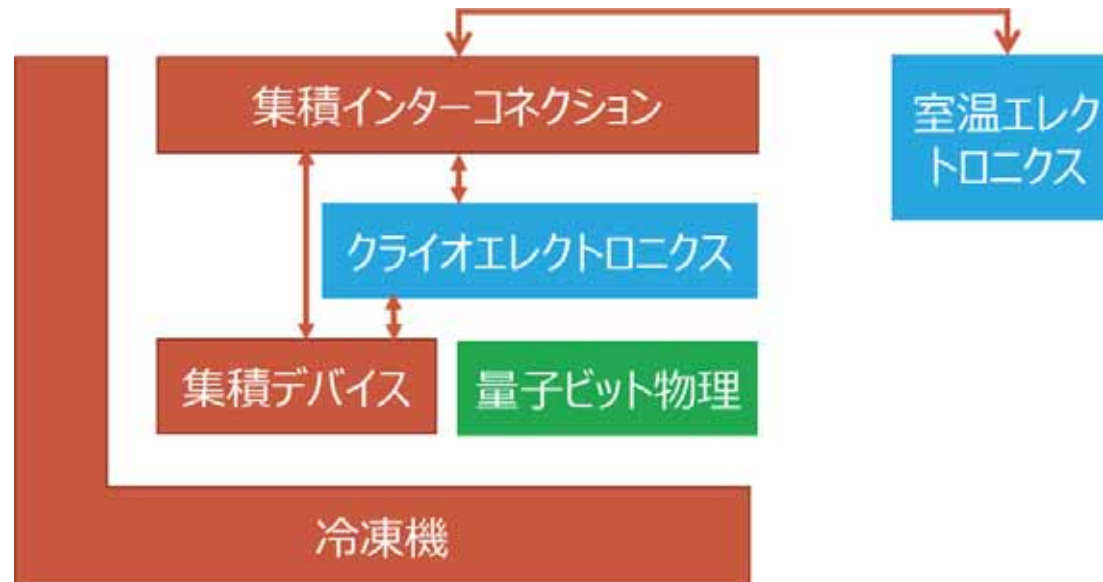 集積インターコネクション
室温エレク
トロニクス
クライオエレクトロニクス
集積デバイス
量子ビット物理
冷凍機